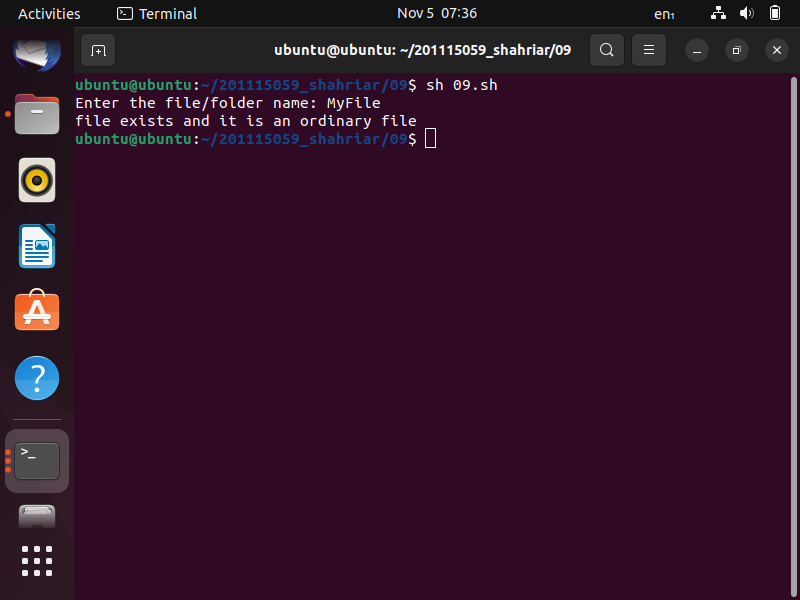 Activities Terminal Nov 5 07:36 en₁
ubuntu@ubuntu: ~/201115059_shahriar/09
ubuntu@ubuntu:~/201115059_shahriar/09$ sh 09.sh
Enter the file/folder name: MyFile
file exists and it is an ordinary file
ubuntu@ubuntu:~/201115059_shahriar/09$